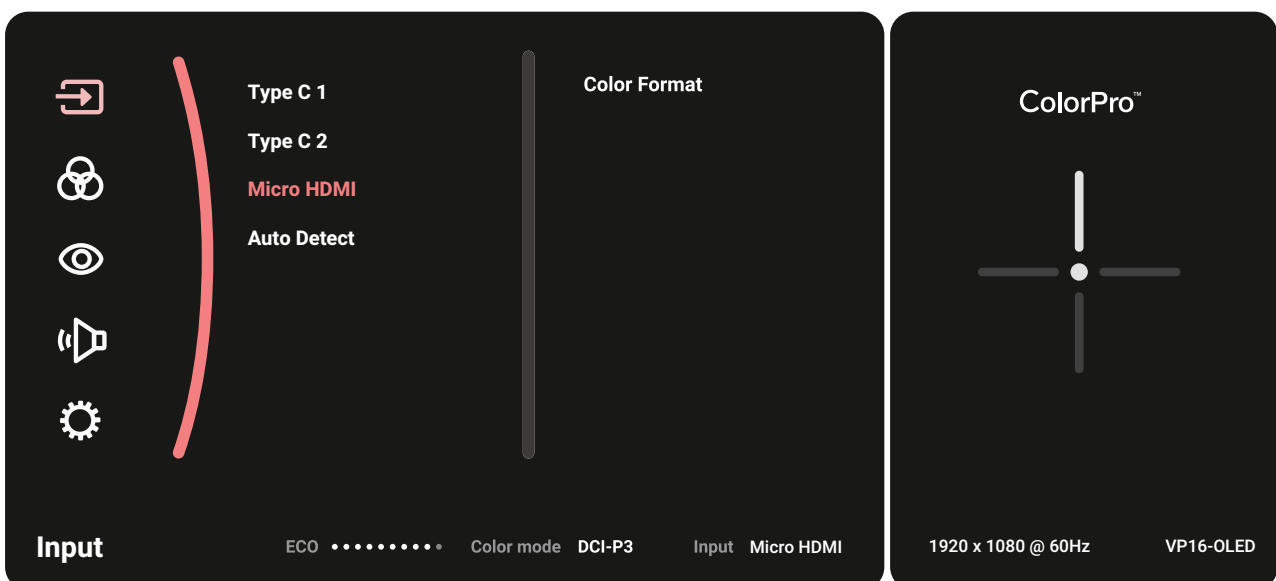 Type C 1
Type C 2
Micro HDMI
Auto Detect
Color Format
Input
ECO
Color mode DCI-P3
Input Micro HDMI
ColorPro™
1920 x 1080 @ 60Hz
VP16-OLED